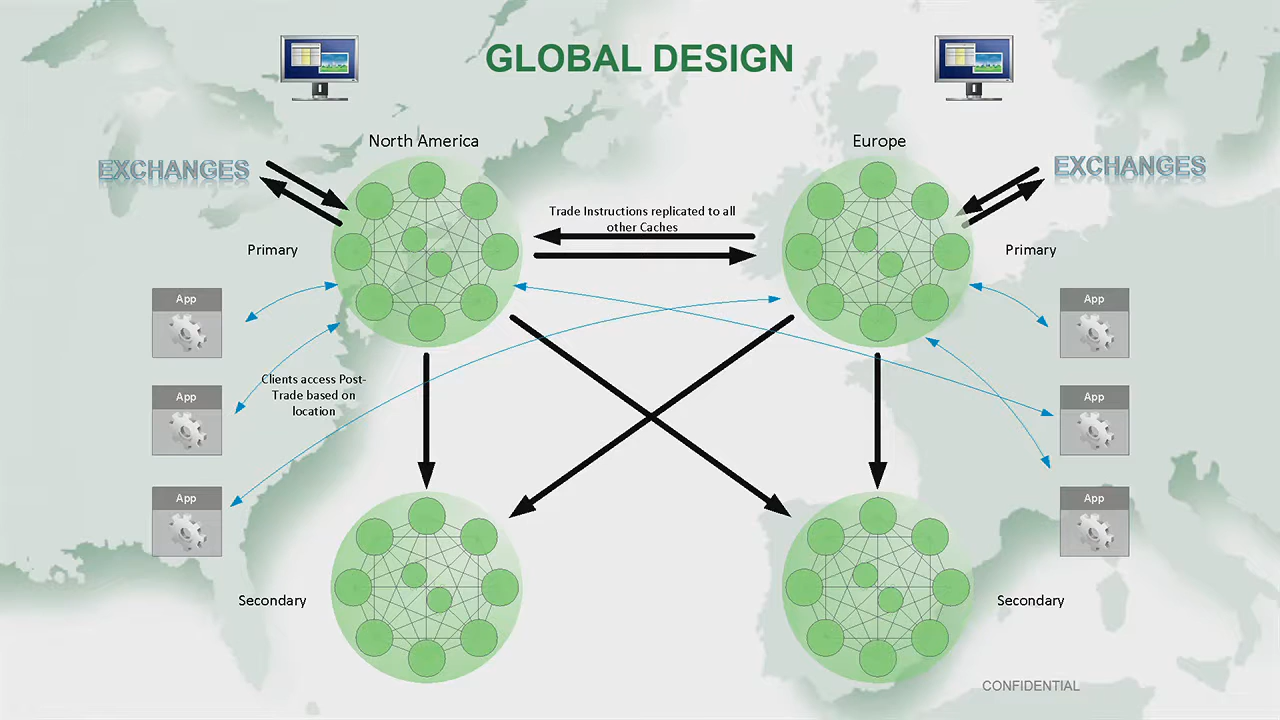 GLOBAL DESIGN
North America
Europe
EXCHANGES
EXCHANGES
Trade Instructions replicated to all
other Caches
Primary
Primary
App
App
Clients access Post-
Trade based on
location
App
App
App
App
Secondary
Secondary
CONFIDENTIAL